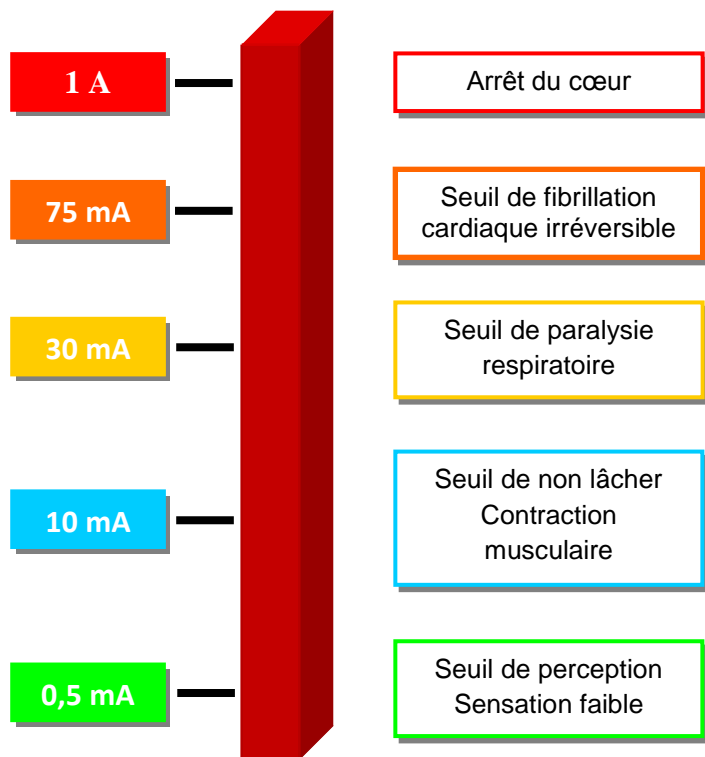 1 A
Arrêt du cœur
75 mA
Seuil de fibrillation
cardiaque irréversible
30 mA
Seuil de paralysie
respiratoire
10 mA
Seuil de non lâcher
Contraction
musculaire
0,5 mA
Seuil de perception
Sensation faible